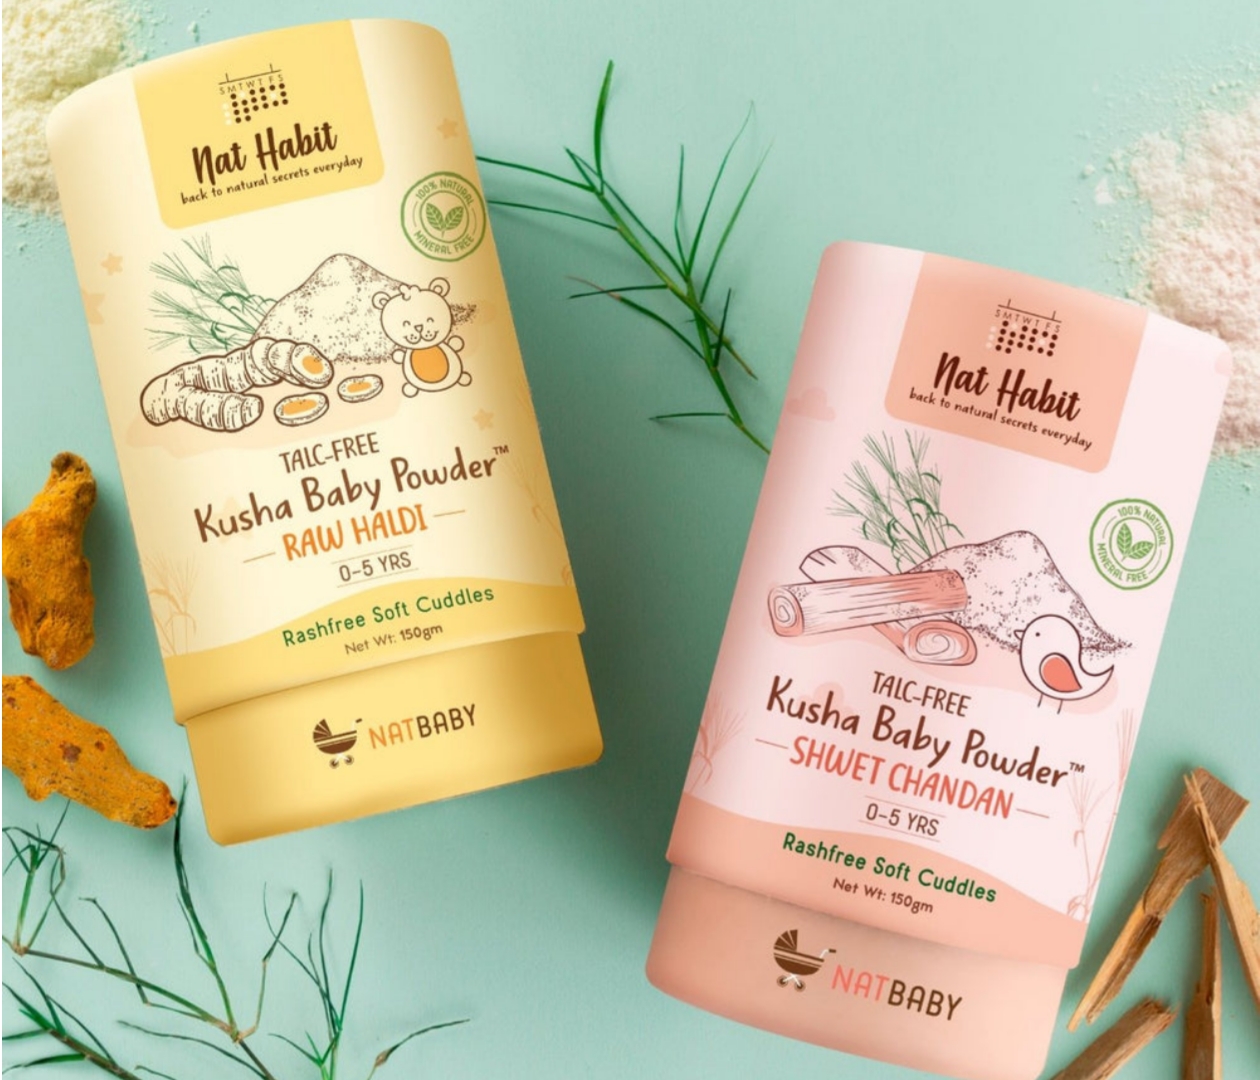 SMTWTFS
Nat Habit
back to natural secrets everyday
100% NATURAL
MINERAL FREE
TALC-FREE
Kusha Baby Powder™
RAW HALDI
0-5 YRS
Rashfree Soft Cuddles
Net Wt: 150gm
NATBABY
SMTWTFS
Nat Habit
back to natural secrets everyday
100% NATURAL
MINERAL FREE
TALC-FREE
Kusha Baby Powder™
SHWET CHANDAN
0-5 YRS
Rashfree Soft Cuddles
Net Wt: 150gm
NATBABY